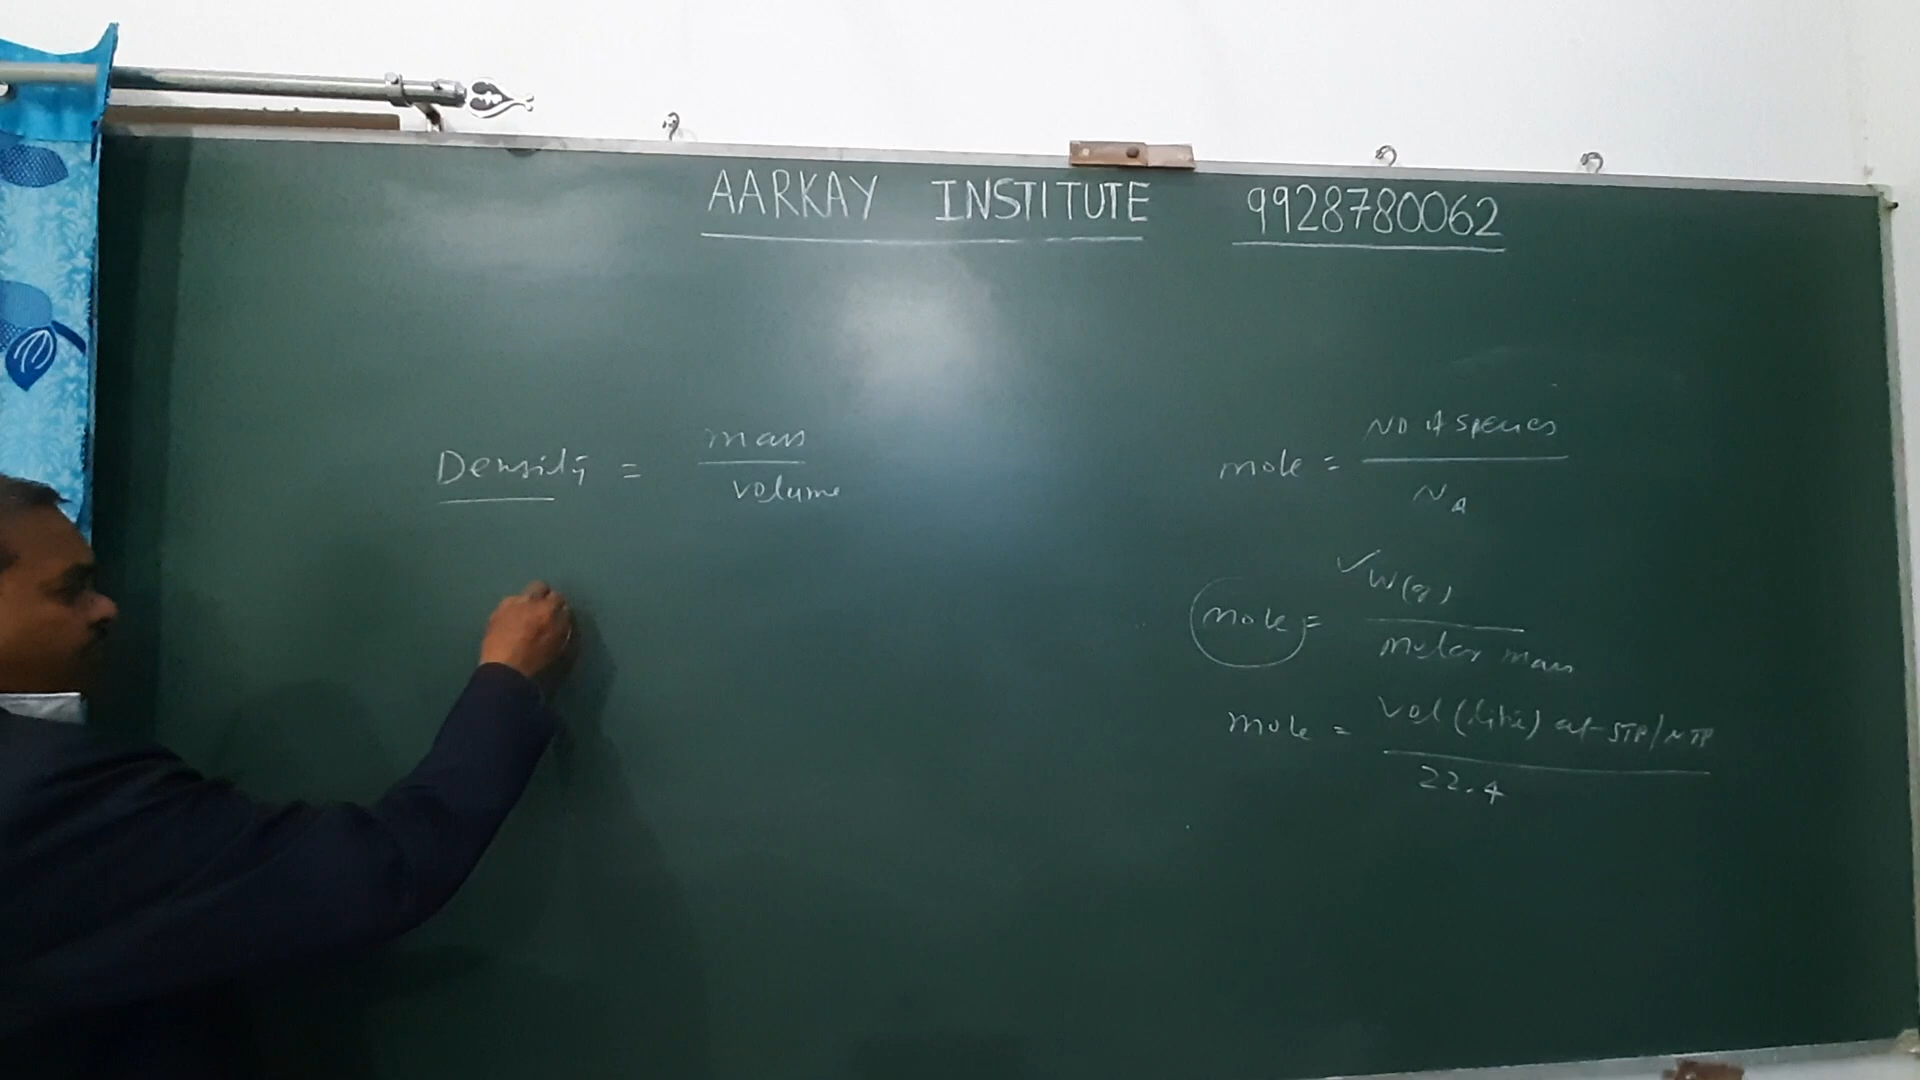 AARKAY INSTITUTE 9928780062
Density = mass / volume
mole = No of species / NA
mole = ✓ W(g) / molar mass
mole = Vol (litre) at STP/NTP / 22.4